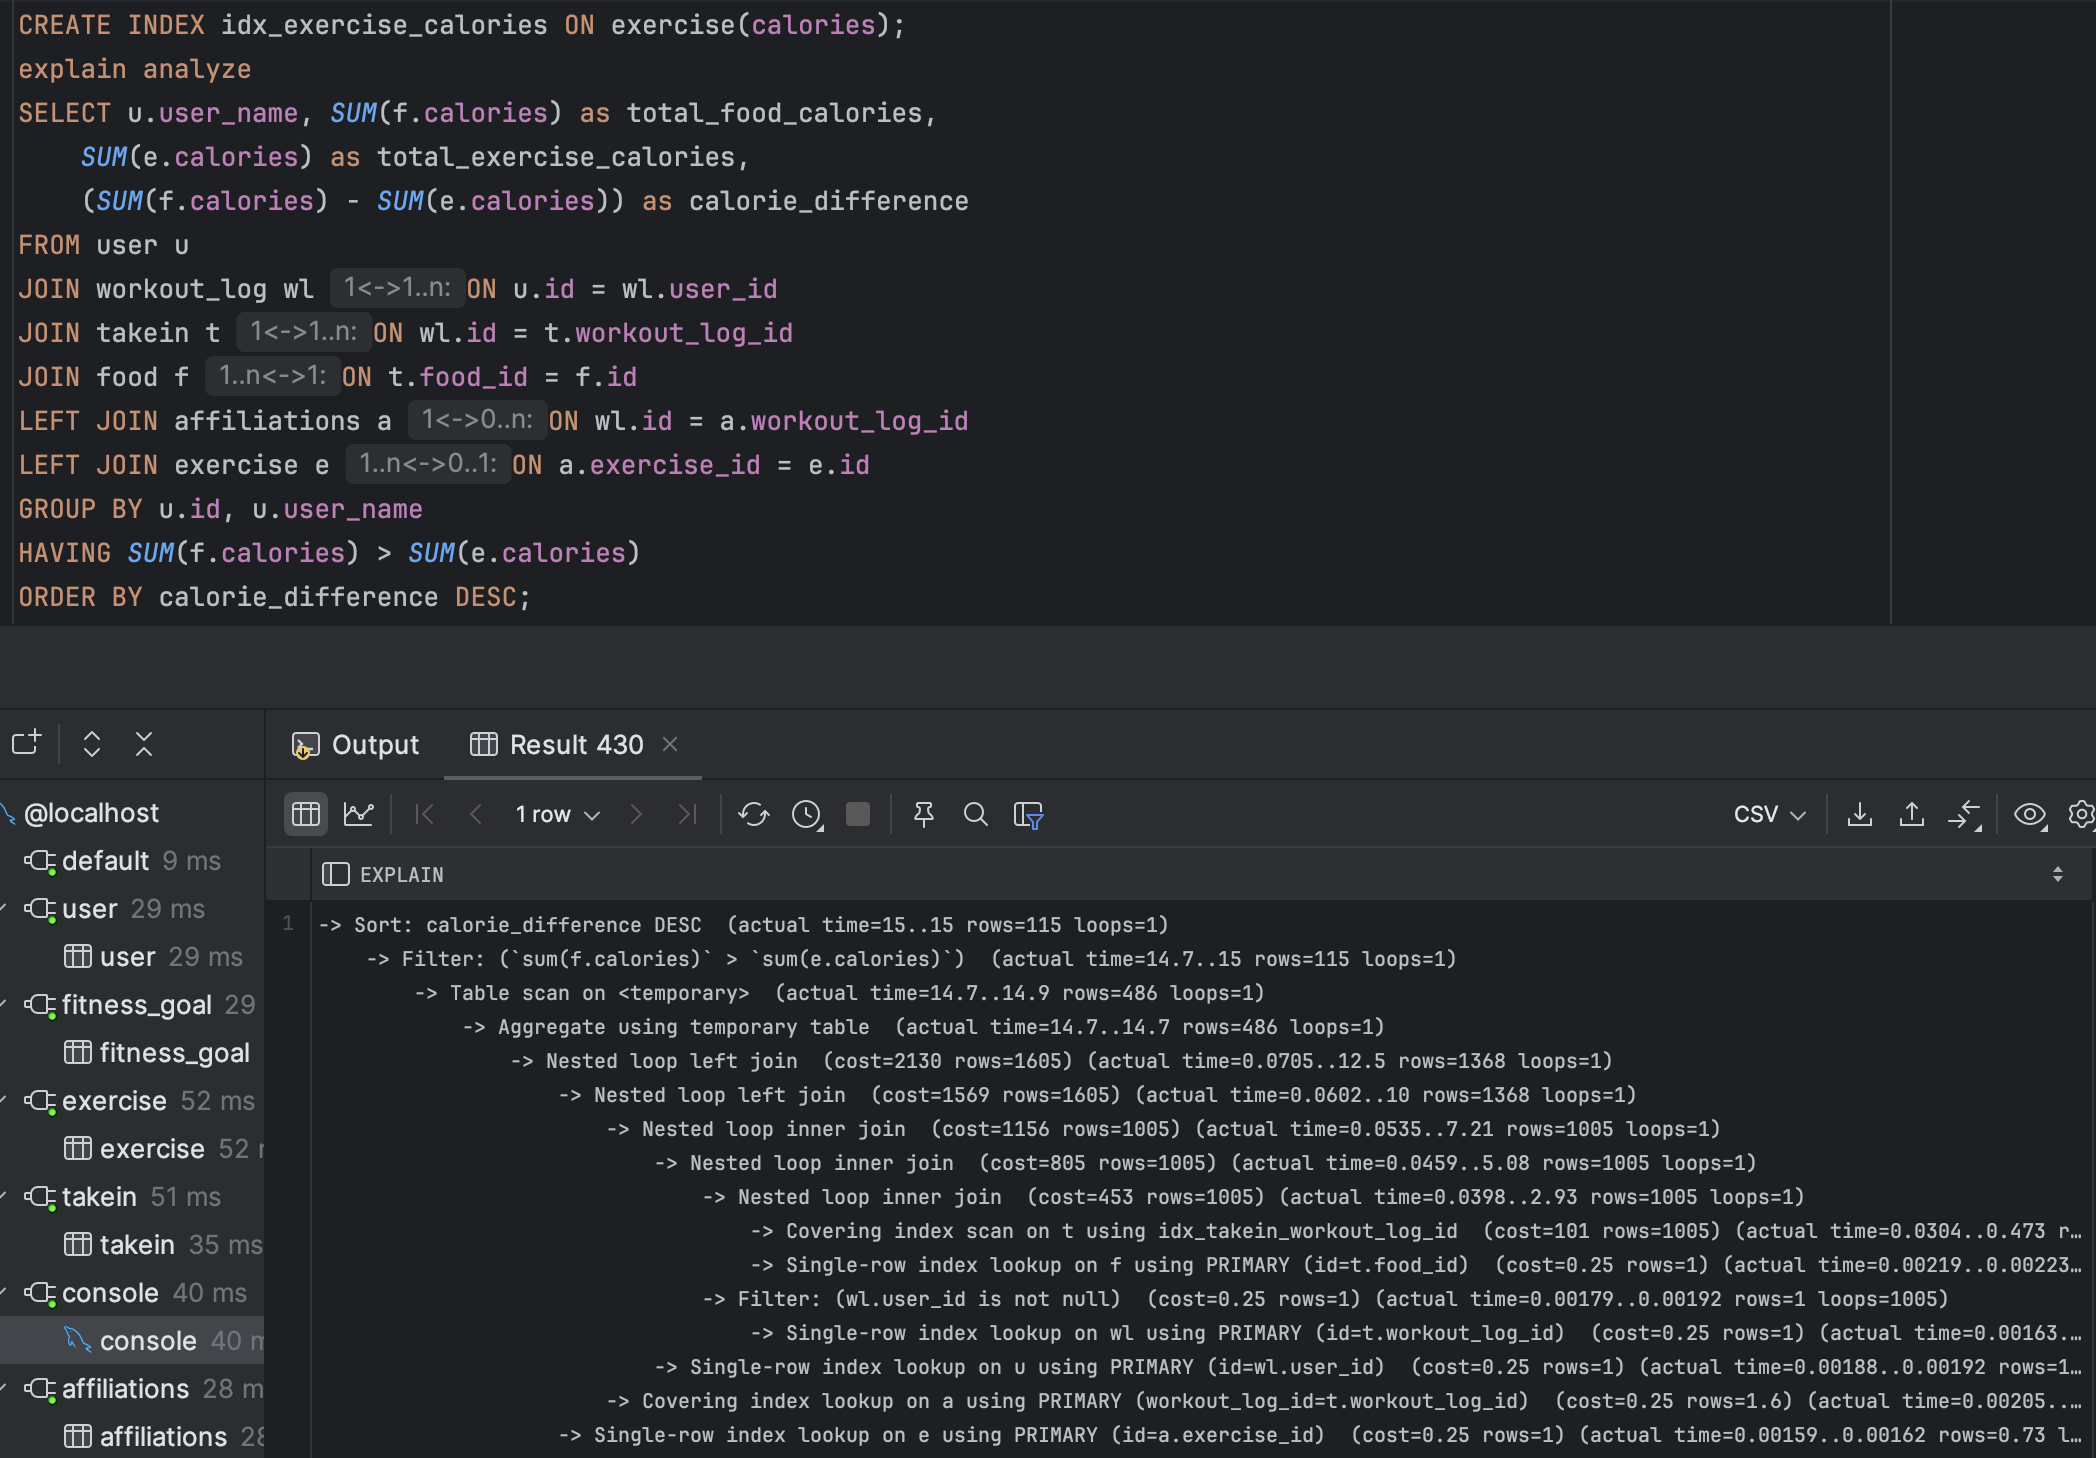 CREATE INDEX idx_exercise_calories ON exercise(calories);
explain analyze
SELECT u.user_name, SUM(f.calories) as total_food_calories,
SUM(e.calories) as total_exercise_calories,
(SUM(f.calories) - SUM(e.calories)) as calorie_difference
FROM user u
JOIN workout_log wl 1<->1..n: ON u.id = wl.user_id
JOIN takein t 1<->1..n: ON wl.id = t.workout_log_id
JOIN food f 1..n<->1: ON t.food_id = f.id
LEFT JOIN affiliations a 1<->0..n: ON wl.id = a.workout_log_id
LEFT JOIN exercise e 1..n<->0..1: ON a.exercise_id = e.id
GROUP BY u.id, u.user_name
HAVING SUM(f.calories) > SUM(e.calories)
ORDER BY calorie_difference DESC;
Output
Result 430
@localhost
default 9 ms
user 29 ms
user 29 ms
fitness_goal 29
fitness_goal
exercise 52 ms
exercise 52
takein 51 ms
takein 35 ms
console 40 ms
console 40
affiliations 28
affiliations 28
1 row
CSV
EXPLAIN
1
-> Sort: calorie_difference DESC (actual time=15..15 rows=115 loops=1)
-> Filter: (`sum(f.calories)` > `sum(e.calories)`) (actual time=14.7..15 rows=115 loops=1)
-> Table scan on <temporary> (actual time=14.7..14.9 rows=486 loops=1)
-> Aggregate using temporary table (actual time=14.7..14.7 rows=486 loops=1)
-> Nested loop left join (cost=2130 rows=1605) (actual time=0.0705..12.5 rows=1368 loops=1)
-> Nested loop left join (cost=1569 rows=1605) (actual time=0.0602..10 rows=1368 loops=1)
-> Nested loop inner join (cost=1156 rows=1005) (actual time=0.0535..7.21 rows=1005 loops=1)
-> Nested loop inner join (cost=805 rows=1005) (actual time=0.0459..5.08 rows=1005 loops=1)
-> Nested loop inner join (cost=453 rows=1005) (actual time=0.0398..2.93 rows=1005 loops=1)
-> Covering index scan on t using idx_takein_workout_log_id (cost=101 rows=1005) (actual time=0.0304..0.473 r…
-> Single-row index lookup on f using PRIMARY (id=t.food_id) (cost=0.25 rows=1) (actual time=0.00219..0.00223…
-> Filter: (wl.user_id is not null) (cost=0.25 rows=1) (actual time=0.00179..0.00192 rows=1 loops=1005)
-> Single-row index lookup on wl using PRIMARY (id=t.workout_log_id) (cost=0.25 rows=1) (actual time=0.00163.…
-> Single-row index lookup on u using PRIMARY (id=wl.user_id) (cost=0.25 rows=1) (actual time=0.00188..0.00192 rows=1…
-> Covering index lookup on a using PRIMARY (workout_log_id=t.workout_log_id) (cost=0.25 rows=1.6) (actual time=0.00205..…
-> Single-row index lookup on e using PRIMARY (id=a.exercise_id) (cost=0.25 rows=1) (actual time=0.00159..0.00162 rows=0.73 l…